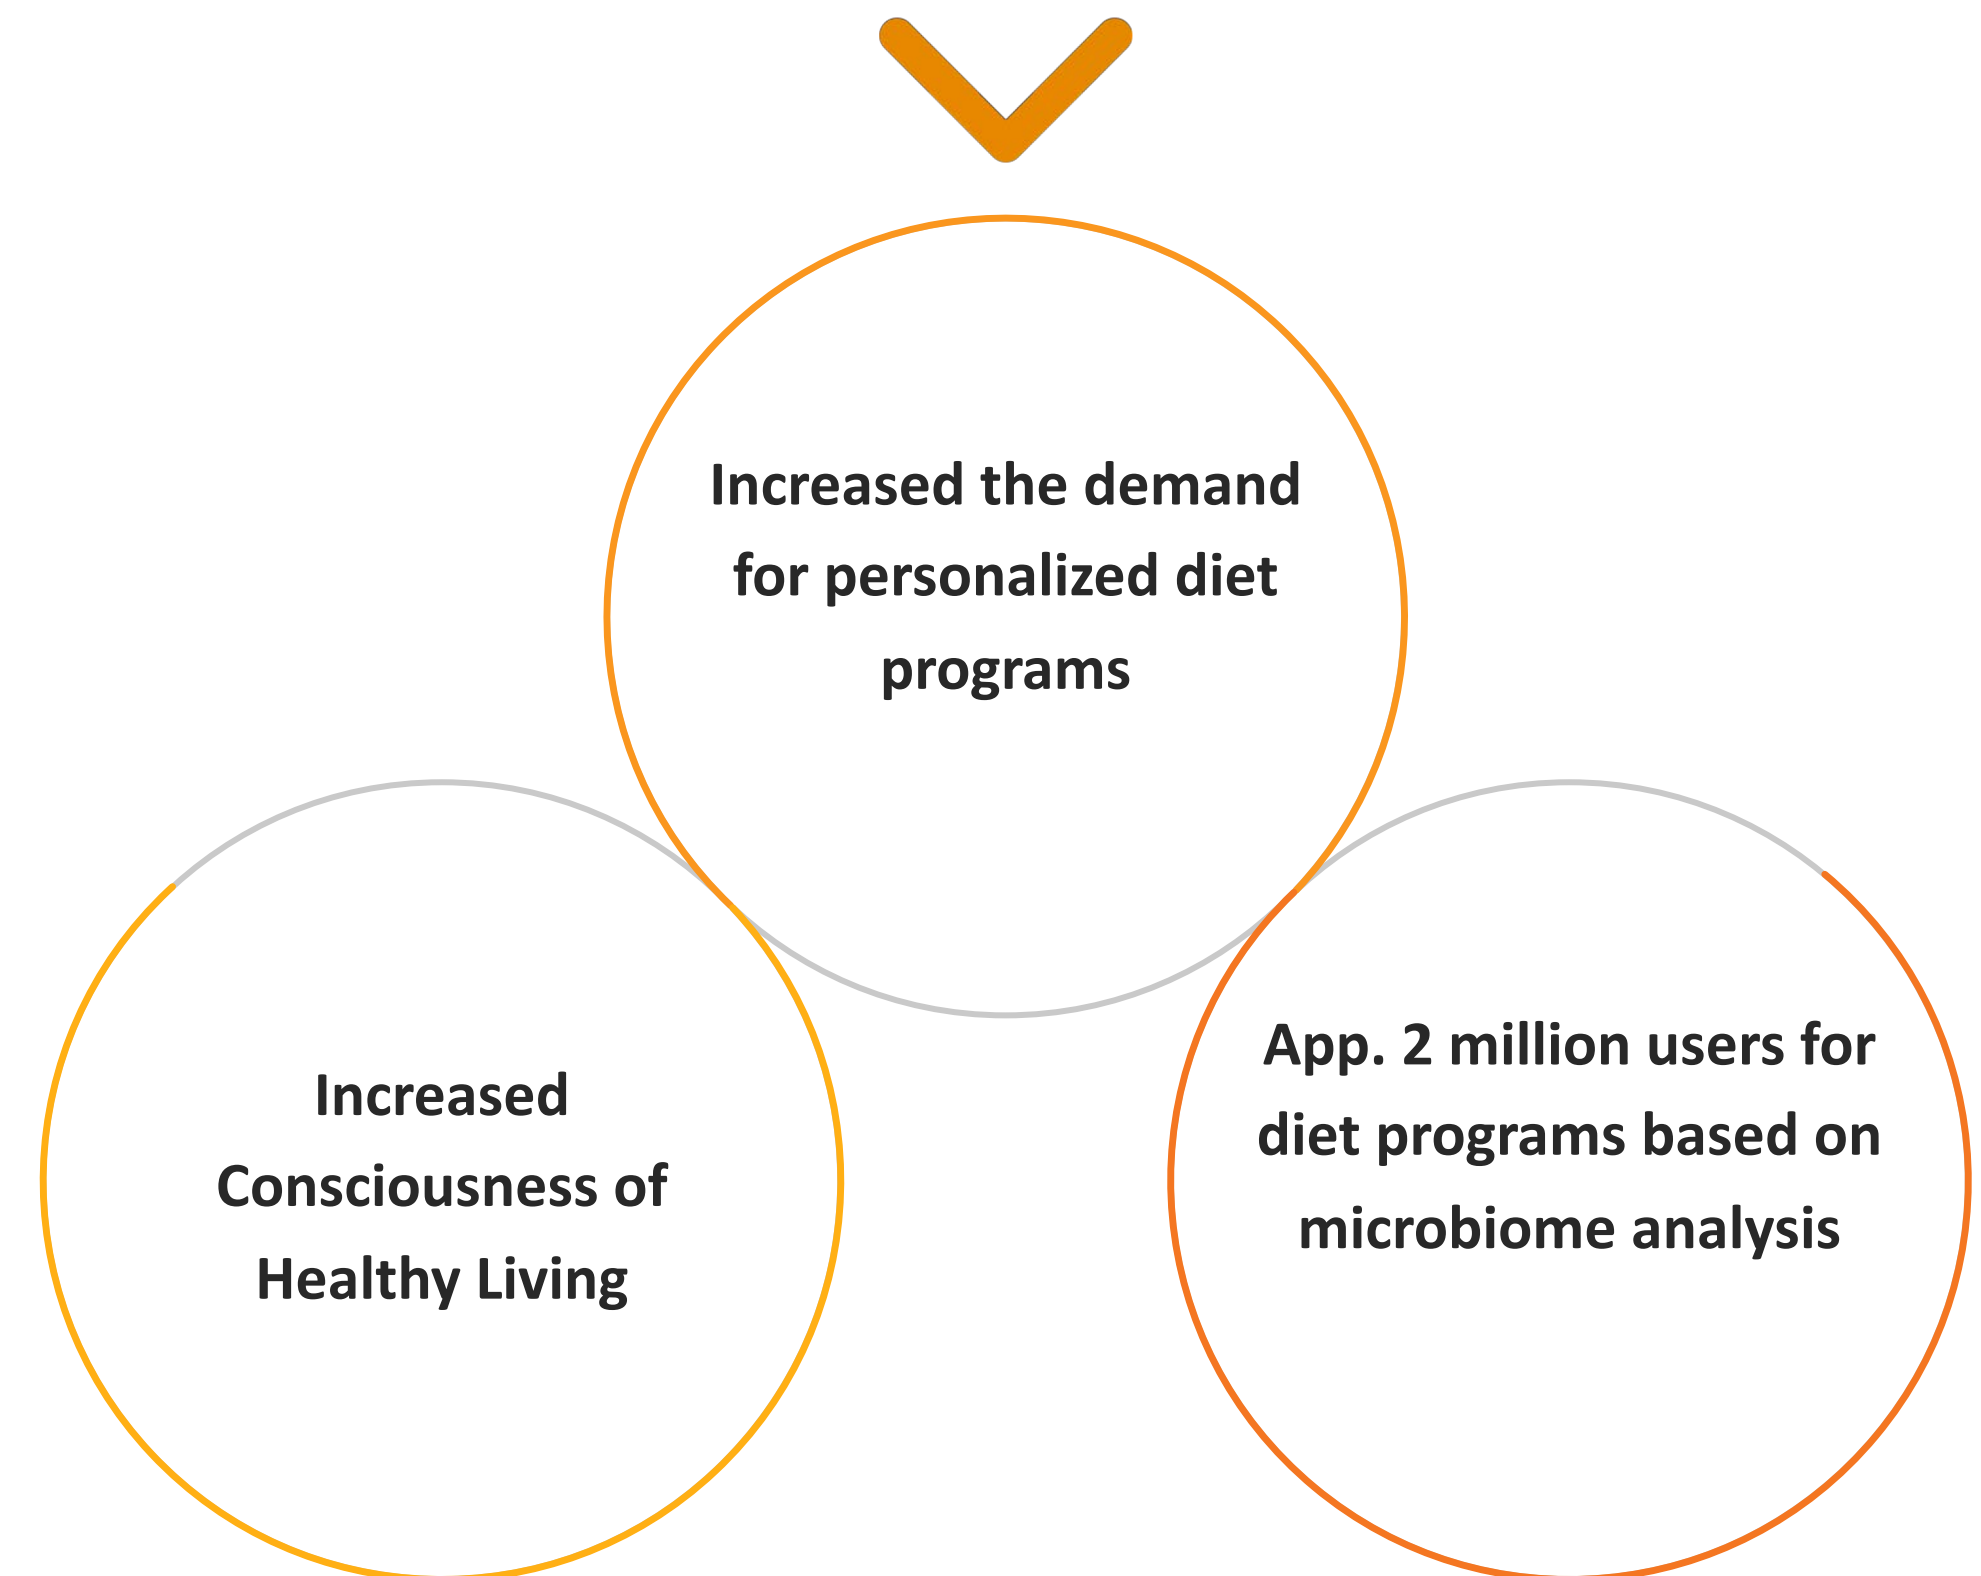 Increased the demand
for personalized diet
programs
Increased
Consciousness of
Healthy Living
App. 2 million users for
diet programs based on
microbiome analysis